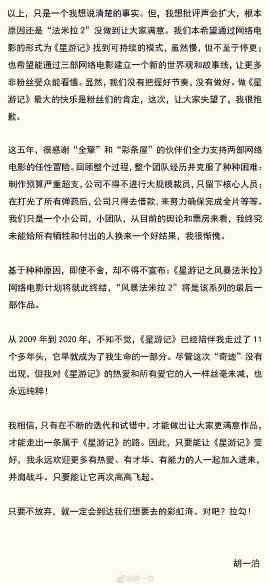 以上,只是一个我想说清楚的事实。但,我想批评声会扩大,根本
原因还是“法米拉 2”没做到让大家满意。我们本希望通过网络电
影的形式为《星游记》找到可持续的模式,虽然慢,但不至于停更;
也希望能通过三部网络电影建立一个新的世界观和故事线,让更多
非粉丝受众能看懂。显然,我们没有把握好节奏,没有做好。做《星
游记》最大的快乐是粉丝们的肯定,这次,让大家失望了,我很抱
歉。
这五年,很感谢“全擎”和“彩条屋”的伙伴们全力支持两部网络
电影的任性冒险。回顾整个过程,整个团队经历并克服了种种困难:
制作预算严重超支,公司不得不进行大规模裁员,只留下核心人员;
在打光了所有弹药后,公司只得去借款,来努力确保完成全片等等。
我们只是一个小公司,小团队,从目前的舆论和票房来看,我终究
未能给所有牺牲和付出的人换来一个好结果,我很惭愧。
基于种种原因,即使不舍,却不得不宣布:《星游记之风暴法米拉》
网络电影计划将就此终结,“风暴法米拉 2”将是该系列的最后一
部作品。
从 2009 年到 2020 年,不知不觉,《星游记》已经陪伴我走过了 11
个多年头,它早就成为了我生命的一部分。尽管这次“奇迹”没有
出现,但我对《星游记》的热爱和所有爱它的人一样丝毫未减,也
永远纯粹!
我相信,只有在不断的迭代和试错中,才能做出让大家更满意作品,
才能走出一条属于《星游记》的路。因此,只要能让《星游记》变
好,我永远欢迎更多有热爱、有才华、有能力的人一起加入进来,
并肩战斗。只要能让它再次高高飞起。
只要不放弃,就一定会到达我们想要去的彩虹海。对吧?拉勾!
胡一泊